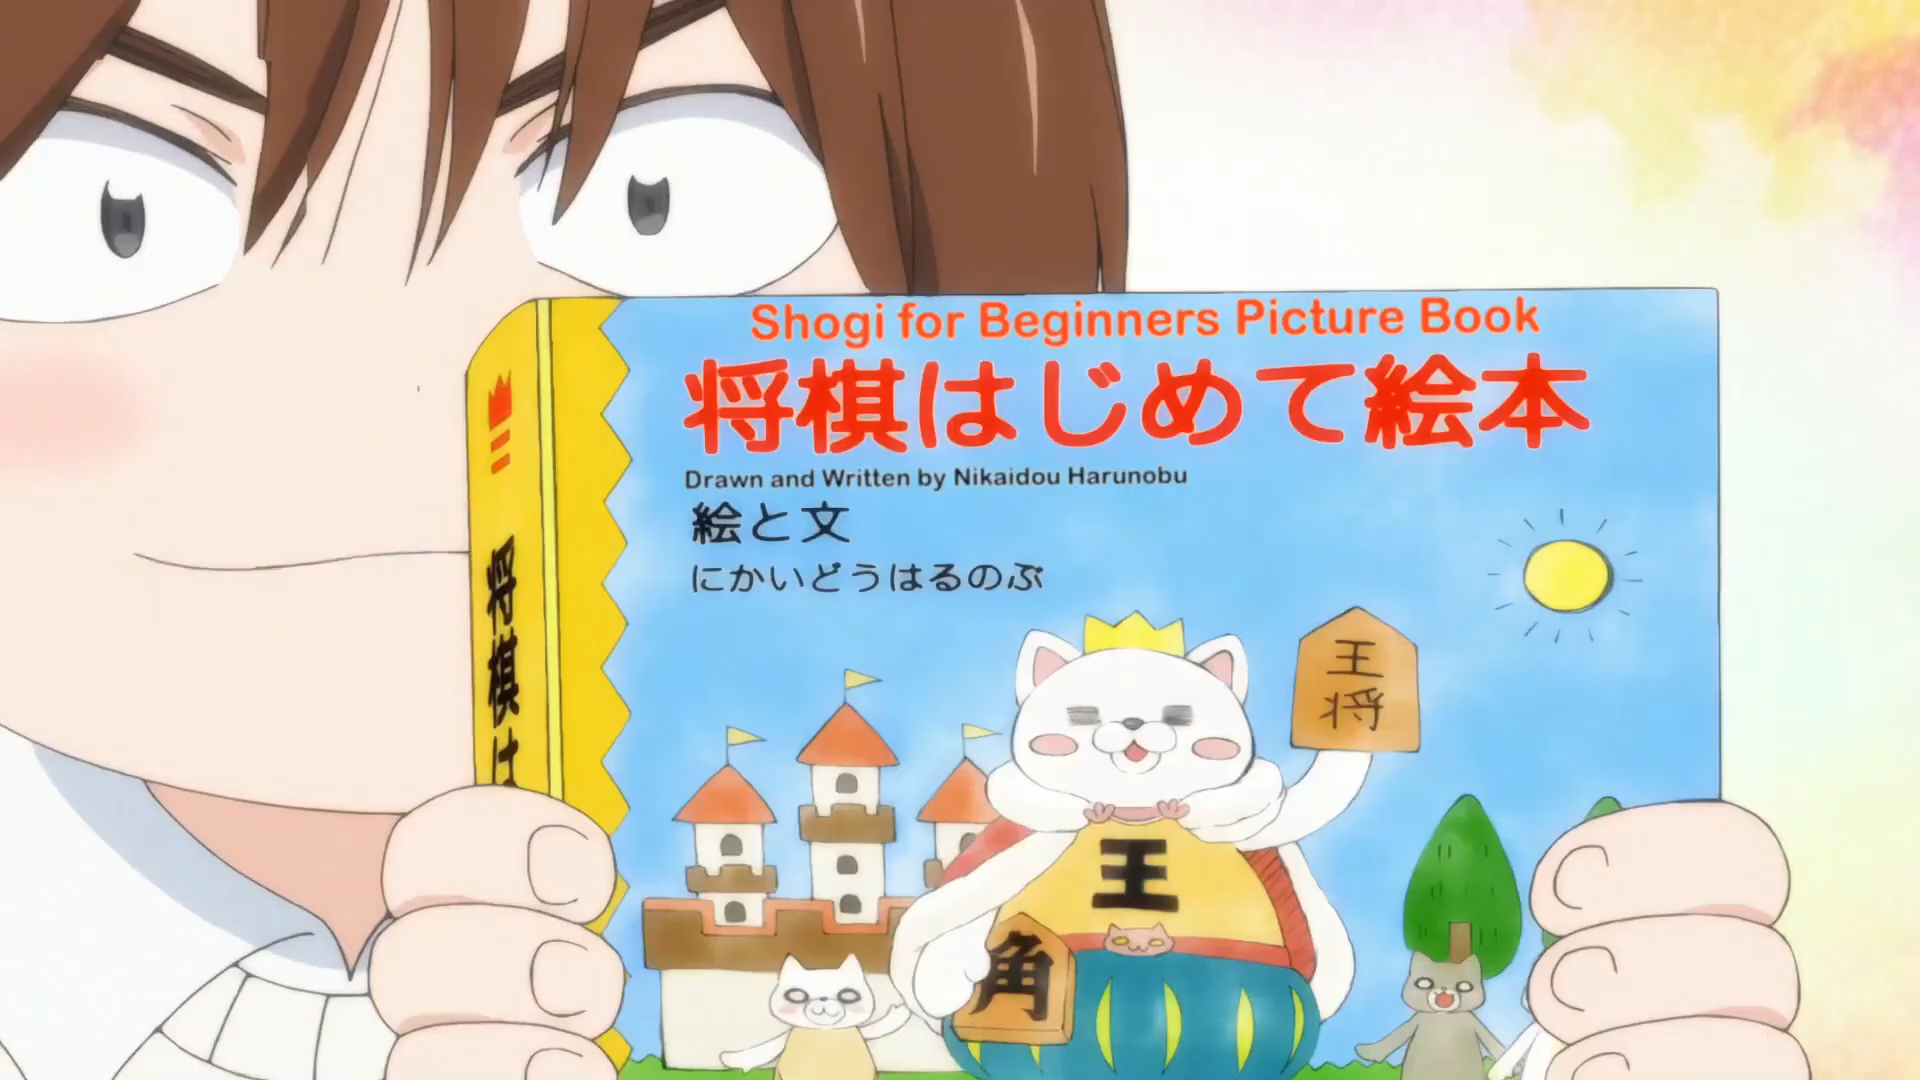 Shogi for Beginners Picture Book
将棋はじめて絵本
Drawn and Written by Nikaidou Harunobu
絵と文
にかいどうはるのぶ
将棋は
王将
王
角